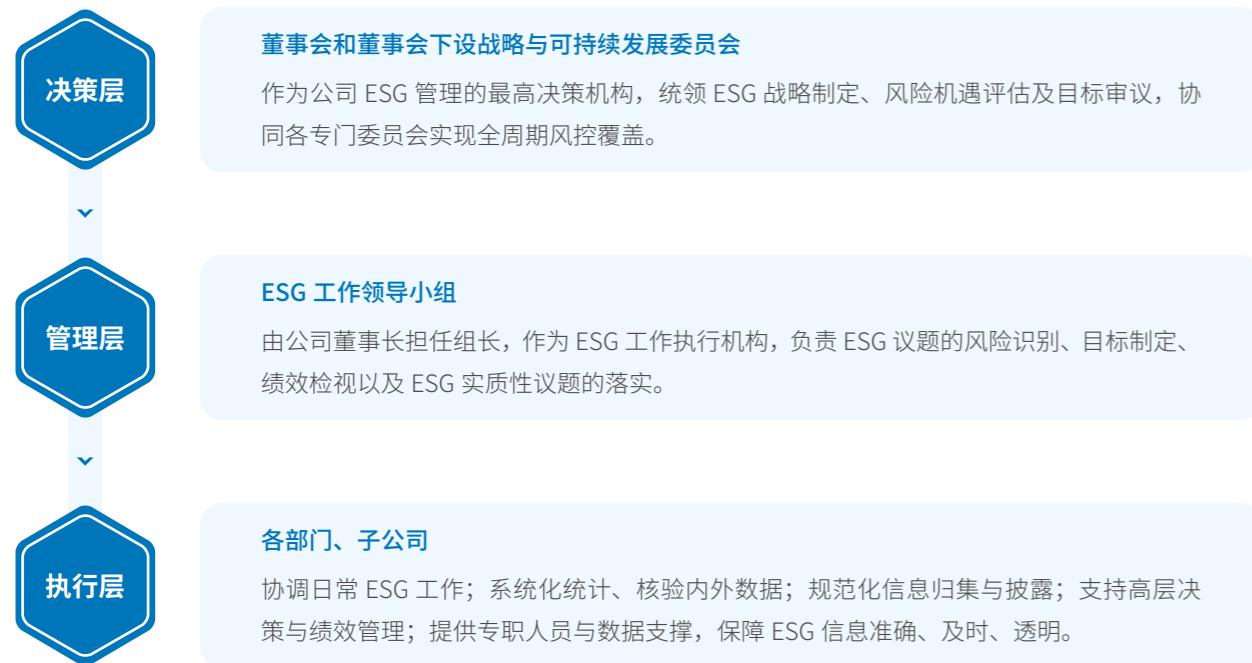 决策层
董事会和董事会下设战略与可持续发展委员会
作为公司 ESG 管理的最高决策机构，统领 ESG 战略制定、风险机遇评估及目标审议，协
同各专门委员会实现全周期风控覆盖。
管理层
ESG 工作领导小组
由公司董事长担任组长，作为 ESG 工作执行机构，负责 ESG 议题的风险识别、目标制定、
绩效检视以及 ESG 实质性议题的落实。
执行层
各部门、子公司
协调日常 ESG 工作；系统化统计、核验内外数据；规范化信息归集与披露；支持高层决
策与绩效管理；提供专职人员与数据支撑，保障 ESG 信息准确、及时、透明。